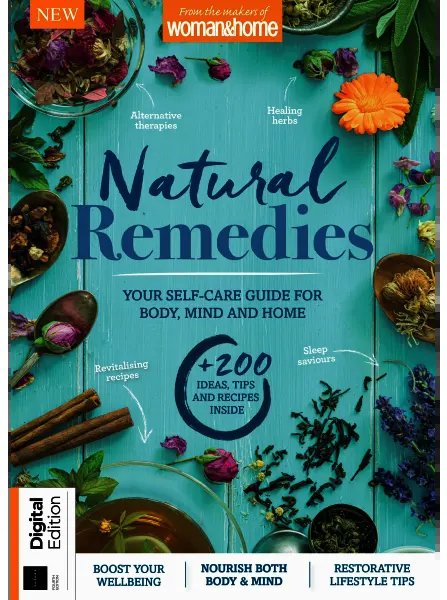 NEW
From the makers of
woman&home
Alternative
therapies
Healing
herbs
Natural
Remedies
YOUR SELF-CARE GUIDE FOR
BODY, MIND AND HOME
+200
IDEAS, TIPS
AND RECIPES
INSIDE
Revitalising
recipes
Sleep
saviours
Digital
Edition
FOURTH
EDITION
BOOST YOUR
WELLBEING
NOURISH BOTH
BODY & MIND
RESTORATIVE
LIFESTYLE TIPS